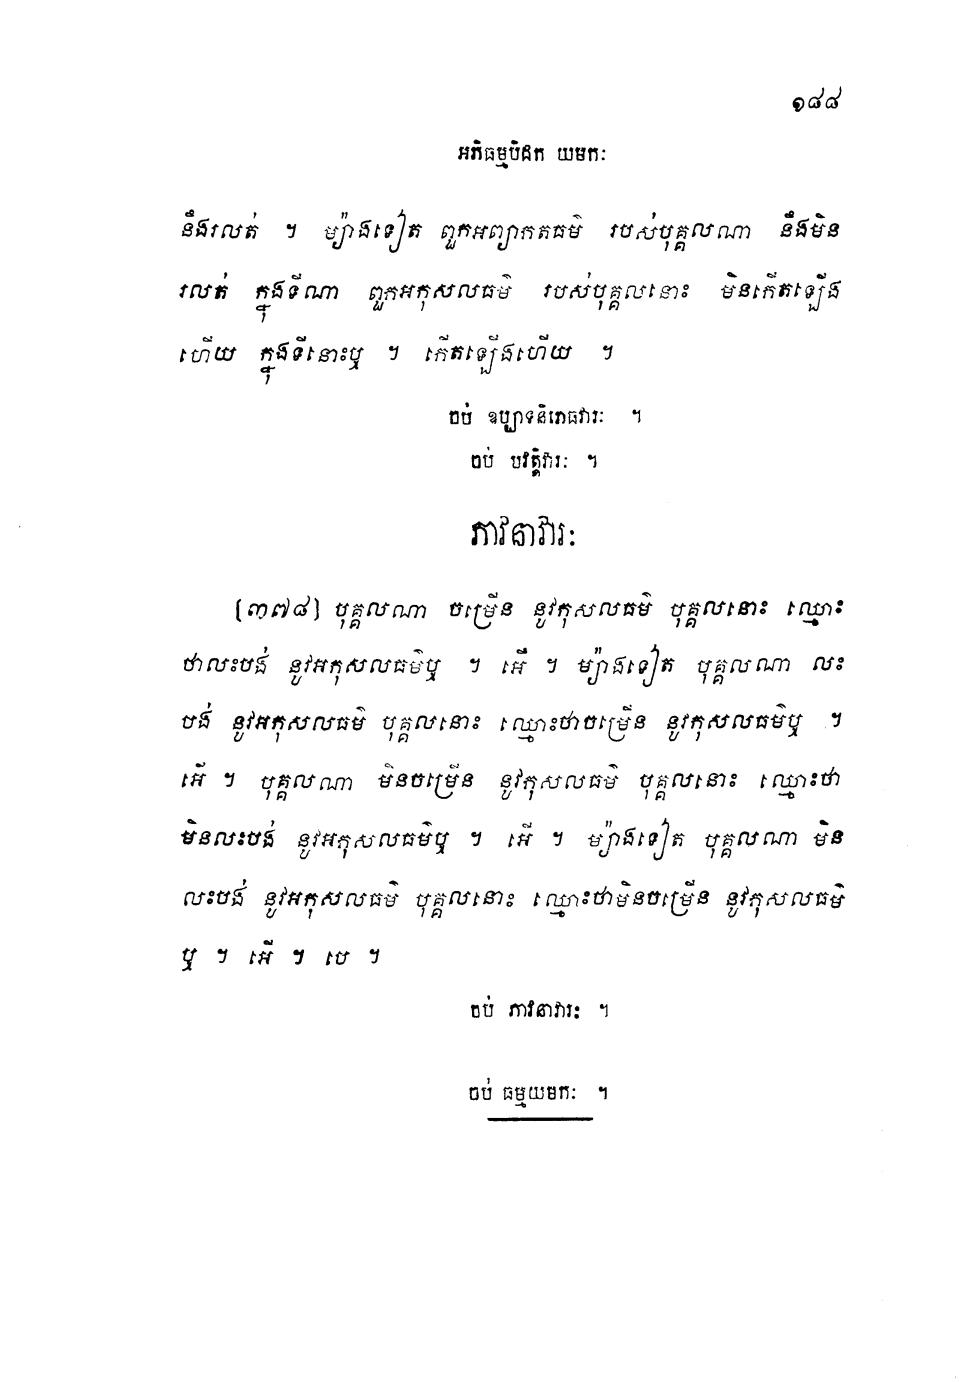 ១៨៨
អភិធម្មបិដក យមកៈ
នឹងរលត់ ។ ម្យ៉ាងទៀត ពួកអព្យាកតធម៌ របស់បុគ្គលណា នឹងមិន
រលត់ ក្នុងទីណា ពួកអកុសលធម៌ របស់បុគ្គលនោះ មិនកើតឡើង
ហើយ ក្នុងទីនោះឬ ។ កើតឡើងហើយ ។
ចប់ ឧប្បាទនិរោធវារៈ ។
ចប់ បវត្តិវារៈ ។
ភាវនាវារៈ
[៣៧៨] បុគ្គលណា ចម្រើន នូវកុសលធម៌ បុគ្គលនោះ ឈ្មោះ
ថាលះបង់ នូវអកុសលធម៌ឬ ។ អើ ។ ម្យ៉ាងទៀត បុគ្គលណា លះ
បង់ នូវអកុសលធម៌ បុគ្គលនោះ ឈ្មោះថាចម្រើន នូវកុសលធម៌ឬ ។
អើ ។ បុគ្គលណា មិនចម្រើន នូវកុសលធម៌ បុគ្គលនោះ ឈ្មោះថា
មិនលះបង់ នូវអកុសលធម៌ឬ ។ អើ ។ ម្យ៉ាងទៀត បុគ្គលណា មិន
លះបង់ នូវអកុសលធម៌ បុគ្គលនោះ ឈ្មោះថាមិនចម្រើន នូវកុសលធម៌
ឬ ។ អើ ។ បេ ។
ចប់ ភាវនាវារៈ ។
ចប់ ធម្មយមកៈ ។